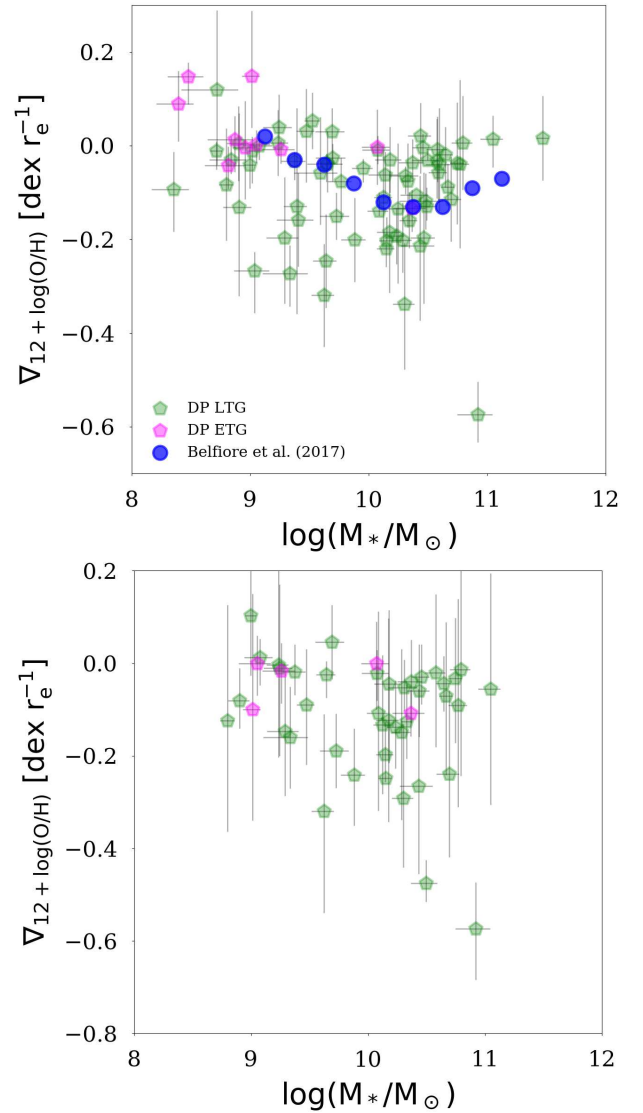 0.2
0.0
−0.2
−0.4
−0.6
∇12 + log(O/H) [dex re−1]
DP LTG
DP ETG
Belfiore et al. (2017)
8 9 10 11 12
log(M*/M⊙)
0.2
0.0
−0.2
−0.4
−0.6
−0.8
∇12 + log(O/H) [dex re−1]
8 9 10 11 12
log(M*/M⊙)